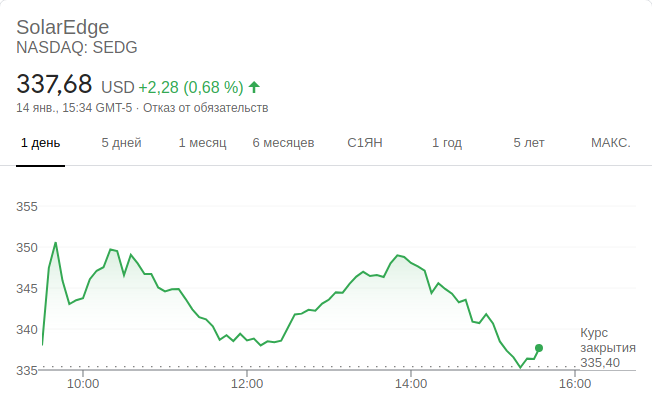 SolarEdge
NASDAQ: SEDG
337,68 USD +2,28 (0,68 %)
14 янв., 15:34 GMT-5 · Отказ от обязательств
1 день 5 дней 1 месяц 6 месяцев С1ЯН 1 год 5 лет МАКС.
355
350
345
340
335
Курс
закрытия
335,40
10:00 12:00 14:00 16:00